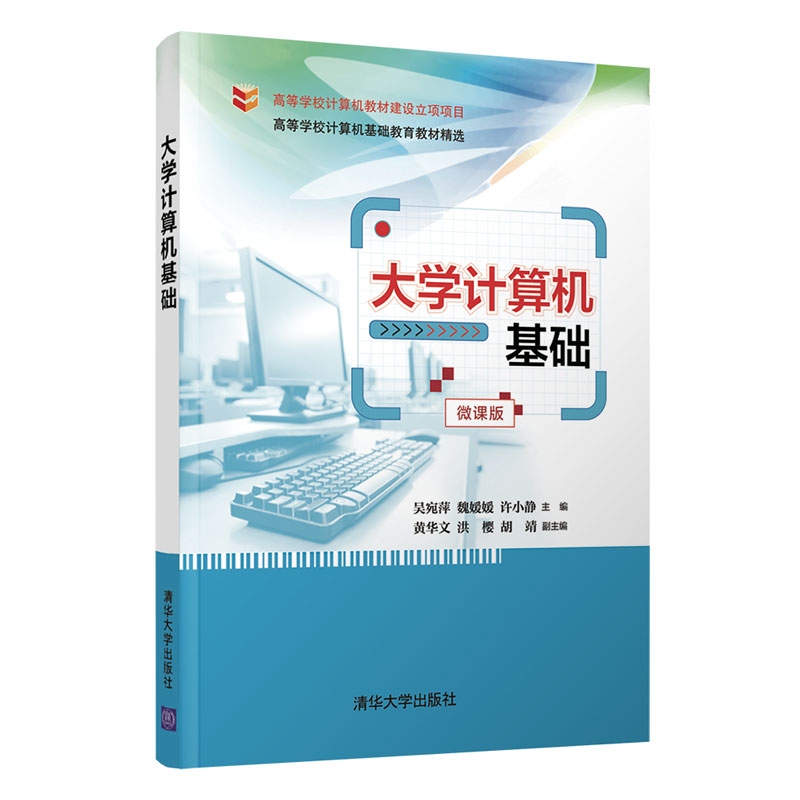 高等学校计算机教材建设立项项目
高等学校计算机基础教育教材精选
大学计算机
基础
微课版
吴宛萍 魏媛媛 许小静 主 编
黄华文 洪 樱 胡 靖 副主编
清华大学出版社
大学计算机基础
清华大学出版社